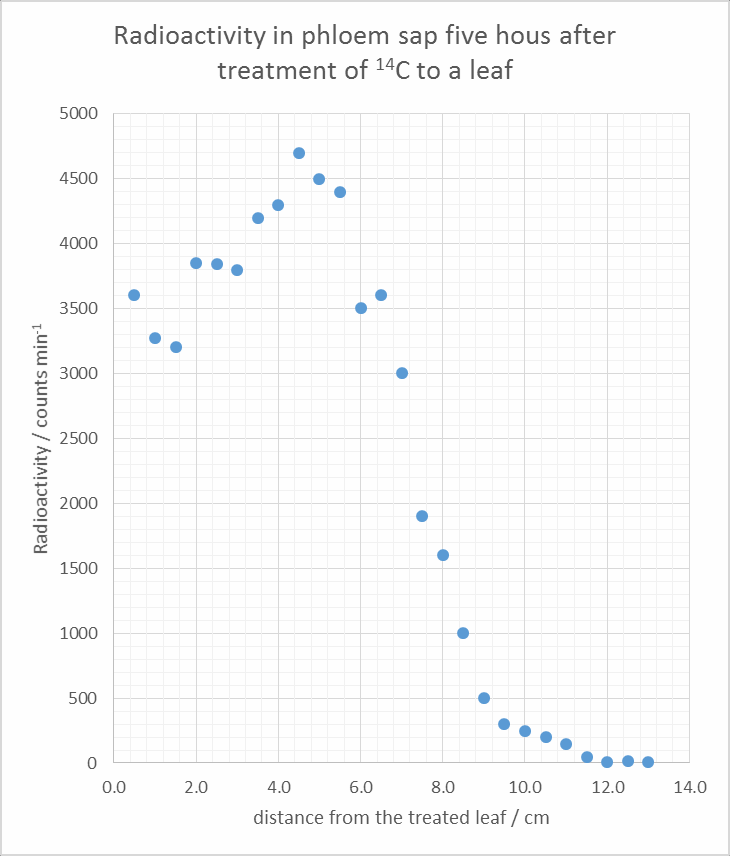 Radioactivity in phloem sap five hous after
treatment of ¹⁴C to a leaf
5000
4500
4000
3500
3000
2500
2000
1500
1000
500
0
Radioactivity / counts min⁻¹
0.0 2.0 4.0 6.0 8.0 10.0 12.0 14.0
distance from the treated leaf / cm